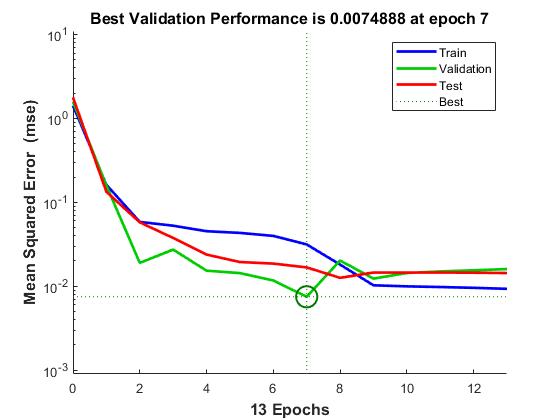 Best Validation Performance is 0.0074888 at epoch 7
Mean Squared Error (mse)
10^1
10^0
10^-1
10^-2
10^-3
Train
Validation
Test
Best
0 2 4 6 8 10 12
13 Epochs